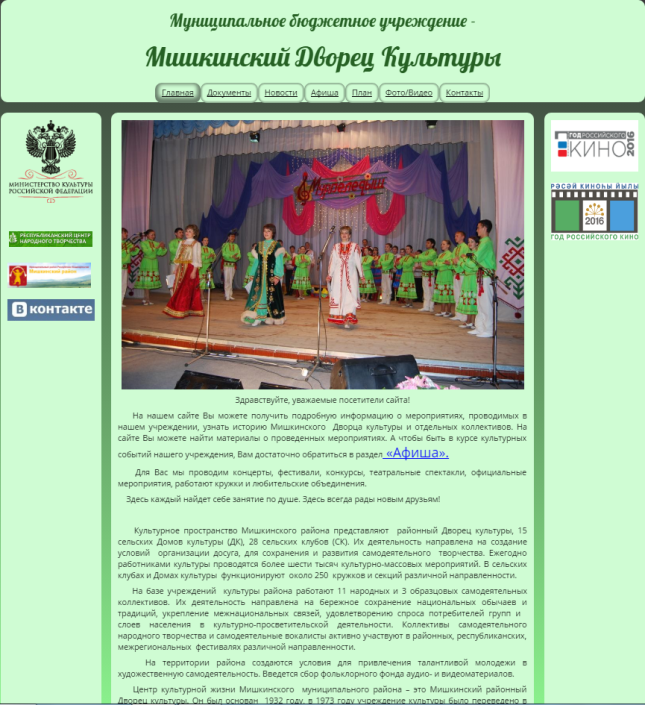 Муниципальное бюджетное учреждение -
Мишкинский Дворец Культуры
Главная Документы Новости Афиша План Фото/Видео Контакты
МИНИСТЕРСТВО КУЛЬТУРЫ
РОССИЙСКОЙ ФЕДЕРАЦИИ
РЕСПУБЛИКАНСКИЙ ЦЕНТР
НАРОДНОГО ТВОРЧЕСТВА
Мишкинский район
В контакте
ГОД РОССИЙСКОГО
КИНО 2016
РӘСӘЙ КИНОҺЫ ЙЫЛЫ
2016
ГОД РОССИЙСКОГО КИНО
Здравствуйте, уважаемые посетители сайта!
На нашем сайте Вы можете получить подробную информацию о мероприятиях, проводимых в
нашем учреждении, узнать историю Мишкинского Дворца культуры и отдельных коллективов. На
сайте Вы можете найти материалы о проведенных мероприятиях. А чтобы быть в курсе культурных
событий нашего учреждения, Вам достаточно обратиться в раздел «Афиша».
Для Вас мы проводим концерты, фестивали, конкурсы, театральные спектакли, официальные
мероприятия, работают кружки и любительские объединения.
Здесь каждый найдет себе занятие по душе. Здесь всегда рады новым друзьям!
Культурное пространство Мишкинского района представляют районный Дворец культуры, 15
сельских Домов культуры (ДК), 28 сельских клубов (СК). Их деятельность направлена на создание
условий организации досуга, для сохранения и развития самодеятельного творчества. Ежегодно
работниками культуры проводятся более шести тысяч культурно-массовых мероприятий. В сельских
клубах и Домах культуры функционируют около 250 кружков и секций различной направленности.
На базе учреждений культуры района работают 11 народных и 3 образцовых самодеятельных
коллективов. Их деятельность направлена на бережное сохранение национальных обычаев и
традиций, укрепление межнациональных связей, удовлетворению спроса потребителей групп и
слоев населения в культурно-просветительской деятельности. Коллективы самодеятельного
народного творчества и самодеятельные вокалисты активно участвуют в районных, республиканских,
межрегиональных фестивалях различной направленности.
На территории района создаются условия для привлечения талантливой молодежи в
художественную самодеятельность. Введется сбор фольклорного фонда аудио- и видеоматериалов.
Центр культурной жизни Мишкинского муниципального района – это Мишкинский районный
Дворец культуры. Он был основан 1932 году, в 1973 году учреждение культуры было переведено в